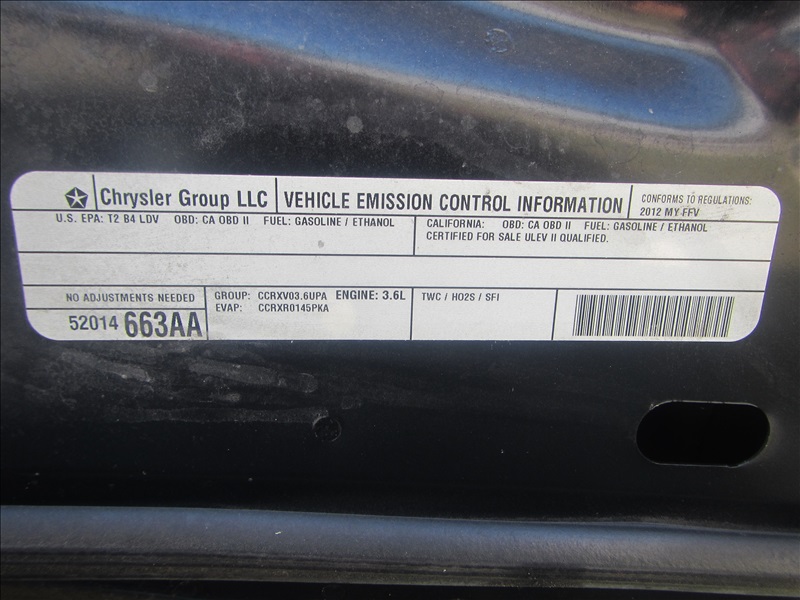 Chrysler Group LLC
VEHICLE EMISSION CONTROL INFORMATION
CONFORMS TO REGULATIONS:
2012 MY FFV
U.S. EPA: T2 B4 LDV OBD: CA OBD II FUEL: GASOLINE / ETHANOL
CALIFORNIA: OBD: CA OBD II FUEL: GASOLINE / ETHANOL
CERTIFIED FOR SALE ULEV II QUALIFIED.
NO ADJUSTMENTS NEEDED
52014 663AA
GROUP: CCRXV03.6UPA ENGINE: 3.6L
EVAP: CCRXR0145PKA
TWC / HO2S / SFI